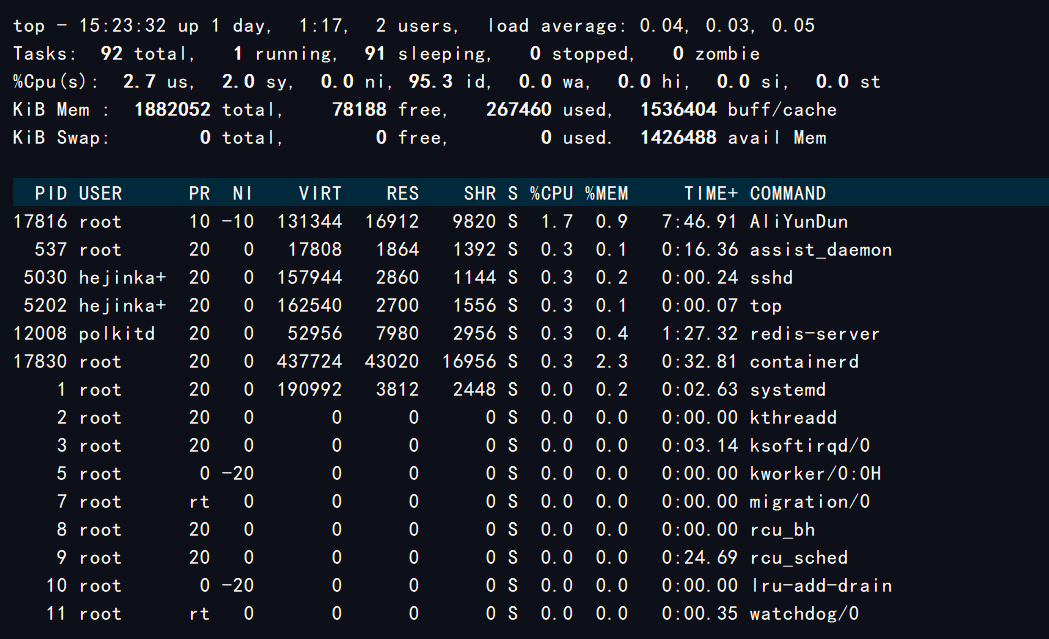 top - 15:23:32 up 1 day,  1:17,  2 users,  load average: 0.04, 0.03, 0.05
Tasks:  92 total,   1 running,  91 sleeping,   0 stopped,   0 zombie
%Cpu(s):  2.7 us,  2.0 sy,  0.0 ni, 95.3 id,  0.0 wa,  0.0 hi,  0.0 si,  0.0 st
KiB Mem :  1882052 total,    78188 free,   267460 used,  1536404 buff/cache
KiB Swap:        0 total,        0 free,        0 used.  1426488 avail Mem
  PID USER      PR  NI    VIRT    RES    SHR S %CPU %MEM     TIME+ COMMAND
17816 root      10 -10  131344  16912   9820 S  1.7  0.9   7:46.91 AliYunDun
  537 root      20   0   17808   1864   1392 S  0.3  0.1   0:16.36 assist_daemon
 5030 hejinka+  20   0  157944   2860   1144 S  0.3  0.2   0:00.24 sshd
 5202 hejinka+  20   0  162540   2700   1556 S  0.3  0.1   0:00.07 top
12008 polkitd   20   0   52956   7980   2956 S  0.3  0.4   1:27.32 redis-server
17830 root      20   0  437724  43020  16956 S  0.3  2.3   0:32.81 containerd
    1 root      20   0  190992   3812   2448 S  0.0  0.2   0:02.63 systemd
    2 root      20   0       0      0      0 S  0.0  0.0   0:00.00 kthreadd
    3 root      20   0       0      0      0 S  0.0  0.0   0:03.14 ksoftirqd/0
    5 root       0 -20       0      0      0 S  0.0  0.0   0:00.00 kworker/0:0H
    7 root      rt   0       0      0      0 S  0.0  0.0   0:00.00 migration/0
    8 root      20   0       0      0      0 S  0.0  0.0   0:00.00 rcu_bh
    9 root      20   0       0      0      0 S  0.0  0.0   0:24.69 rcu_sched
   10 root       0 -20       0      0      0 S  0.0  0.0   0:00.00 lru-add-drain
   11 root      rt   0       0      0      0 S  0.0  0.0   0:00.35 watchdog/0